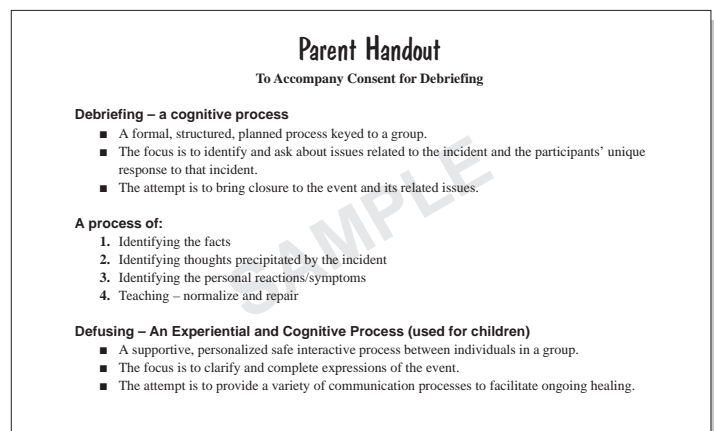 Parent Handout
To Accompany Consent for Debriefing
Debriefing – a cognitive process
■ A formal, structured, planned process keyed to a group.
■ The focus is to identify and ask about issues related to the incident and the participants’ unique
response to that incident.
■ The attempt is to bring closure to the event and its related issues.
A process of:
1. Identifying the facts
2. Identifying thoughts precipitated by the incident
3. Identifying the personal reactions/symptoms
4. Teaching – normalize and repair
Defusing – An Experiential and Cognitive Process (used for children)
■ A supportive, personalized safe interactive process between individuals in a group.
■ The focus is to clarify and complete expressions of the event.
■ The attempt is to provide a variety of communication processes to facilitate ongoing healing.
SAMPLE